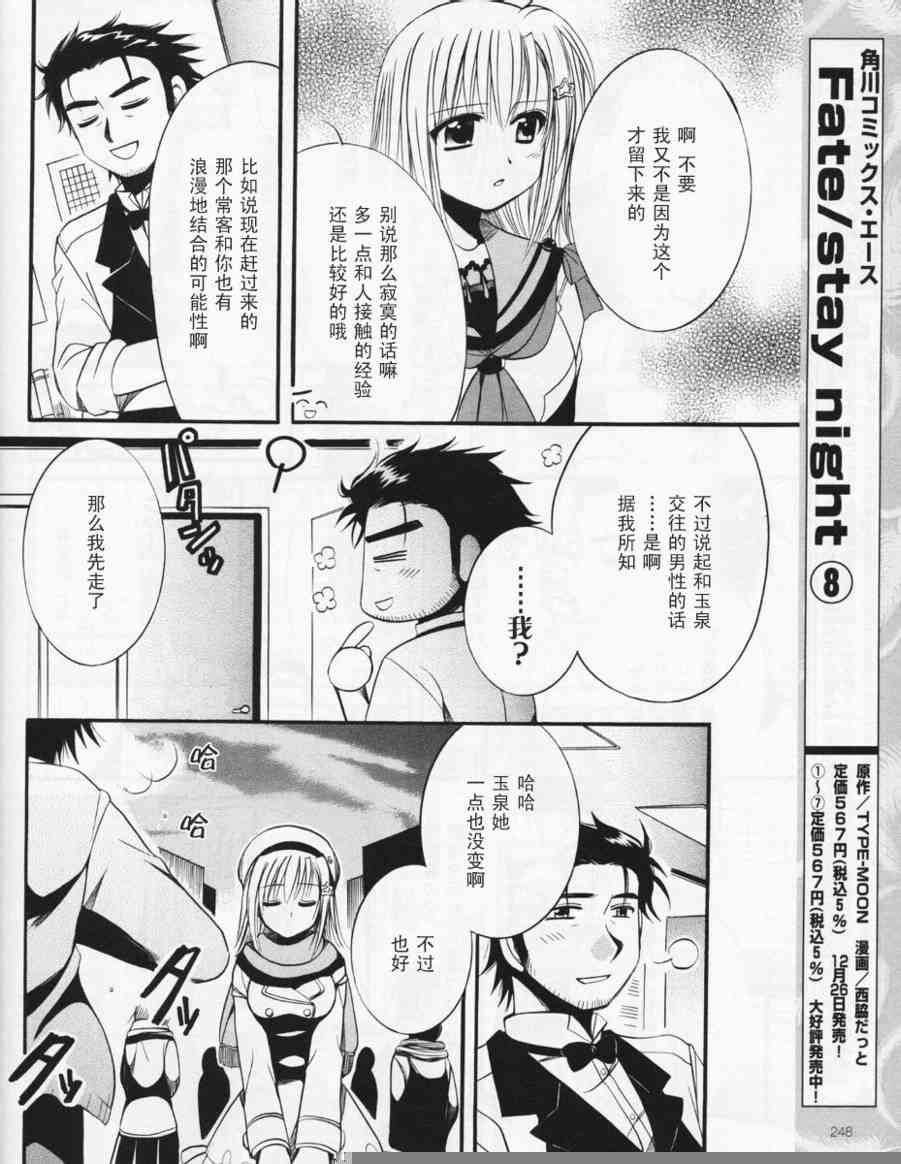 啊 不要
我又不是因为这个
才留下来的
别说那么寂寞的话嘛
多一点和人接触的经验
还是比较好的哦
比如说现在赶过来的
那个常客和你也有
浪漫地结合的可能性啊
不过说起和玉泉
交往的男性的话
……是啊
据我所知
……我?
パタン
那么我先走了
哈哈
玉泉她
一点也没变啊
不过
也好
哈
哈
タッ
タッ
角川コミックス・エース
Fate/stay night ⑧
原作/TYPE-MOON 漫画/西脇だっと
定価567円(税込5%) 12月26日発売!
①〜⑦定価567円(税込5%) 大好評発売中!
248